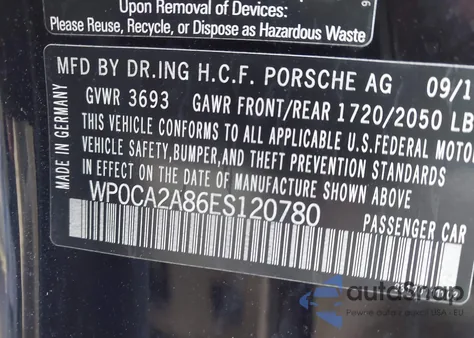 Upon Removal of Devices:
Please Reuse, Recycle, or Dispose as Hazardous Waste
MFD BY DR.ING H.C.F. PORSCHE AG 09/1
GVWR 3693 GAWR FRONT/REAR 1720/2050 LB
THIS VEHICLE CONFORMS TO ALL APPLICABLE U.S.FEDERAL MOTO
VEHICLE SAFETY,BUMPER,AND THEFT PREVENTION STANDARDS
IN EFFECT ON THE DATE OF MANUFACTURE SHOWN ABOVE
WP0CA2A86ES120780
PASSENGER CAR
MADE IN GERMANY
autoSnap